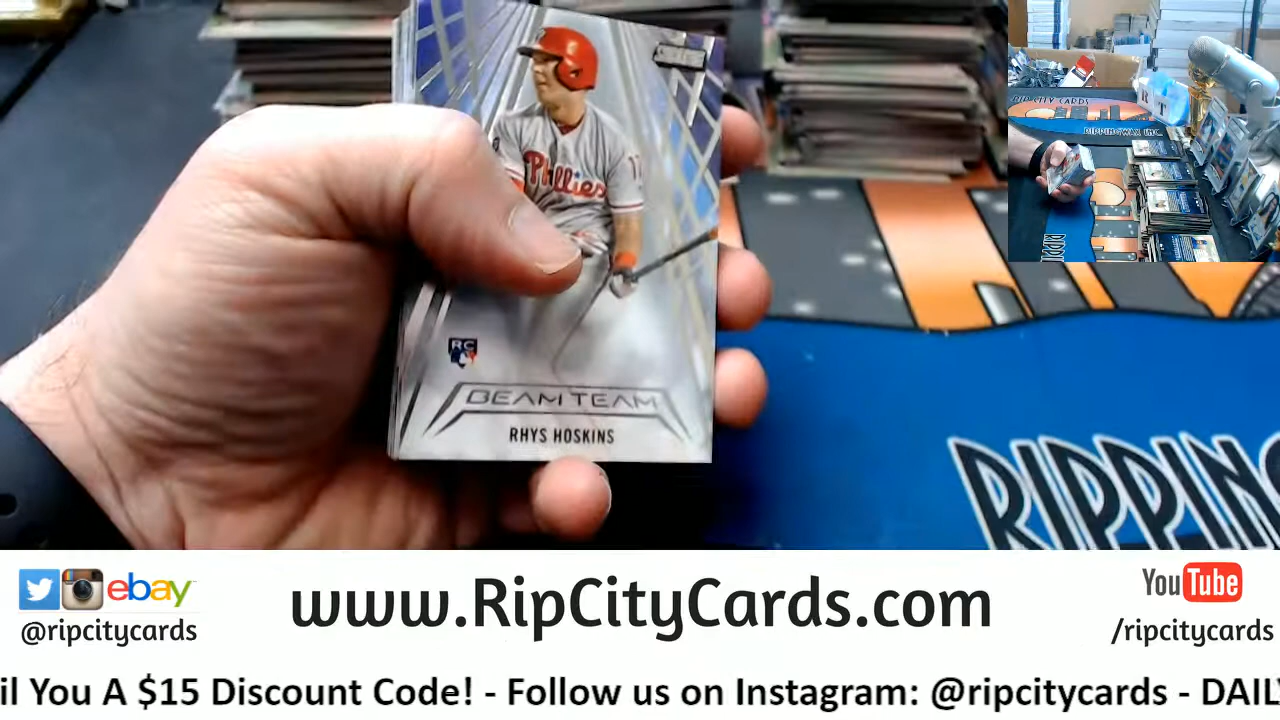 Phillies
RC
BEAM TEAM
RHYS HOSKINS
RIP CITY CARDS
RIPPINGWAX INC.
RIPPIN
ebay
@ripcitycards
www.RipCityCards.com
YouTube
/ripcitycards
il You A $15 Discount Code! - Follow us on Instagram: @ripcitycards - DAIL